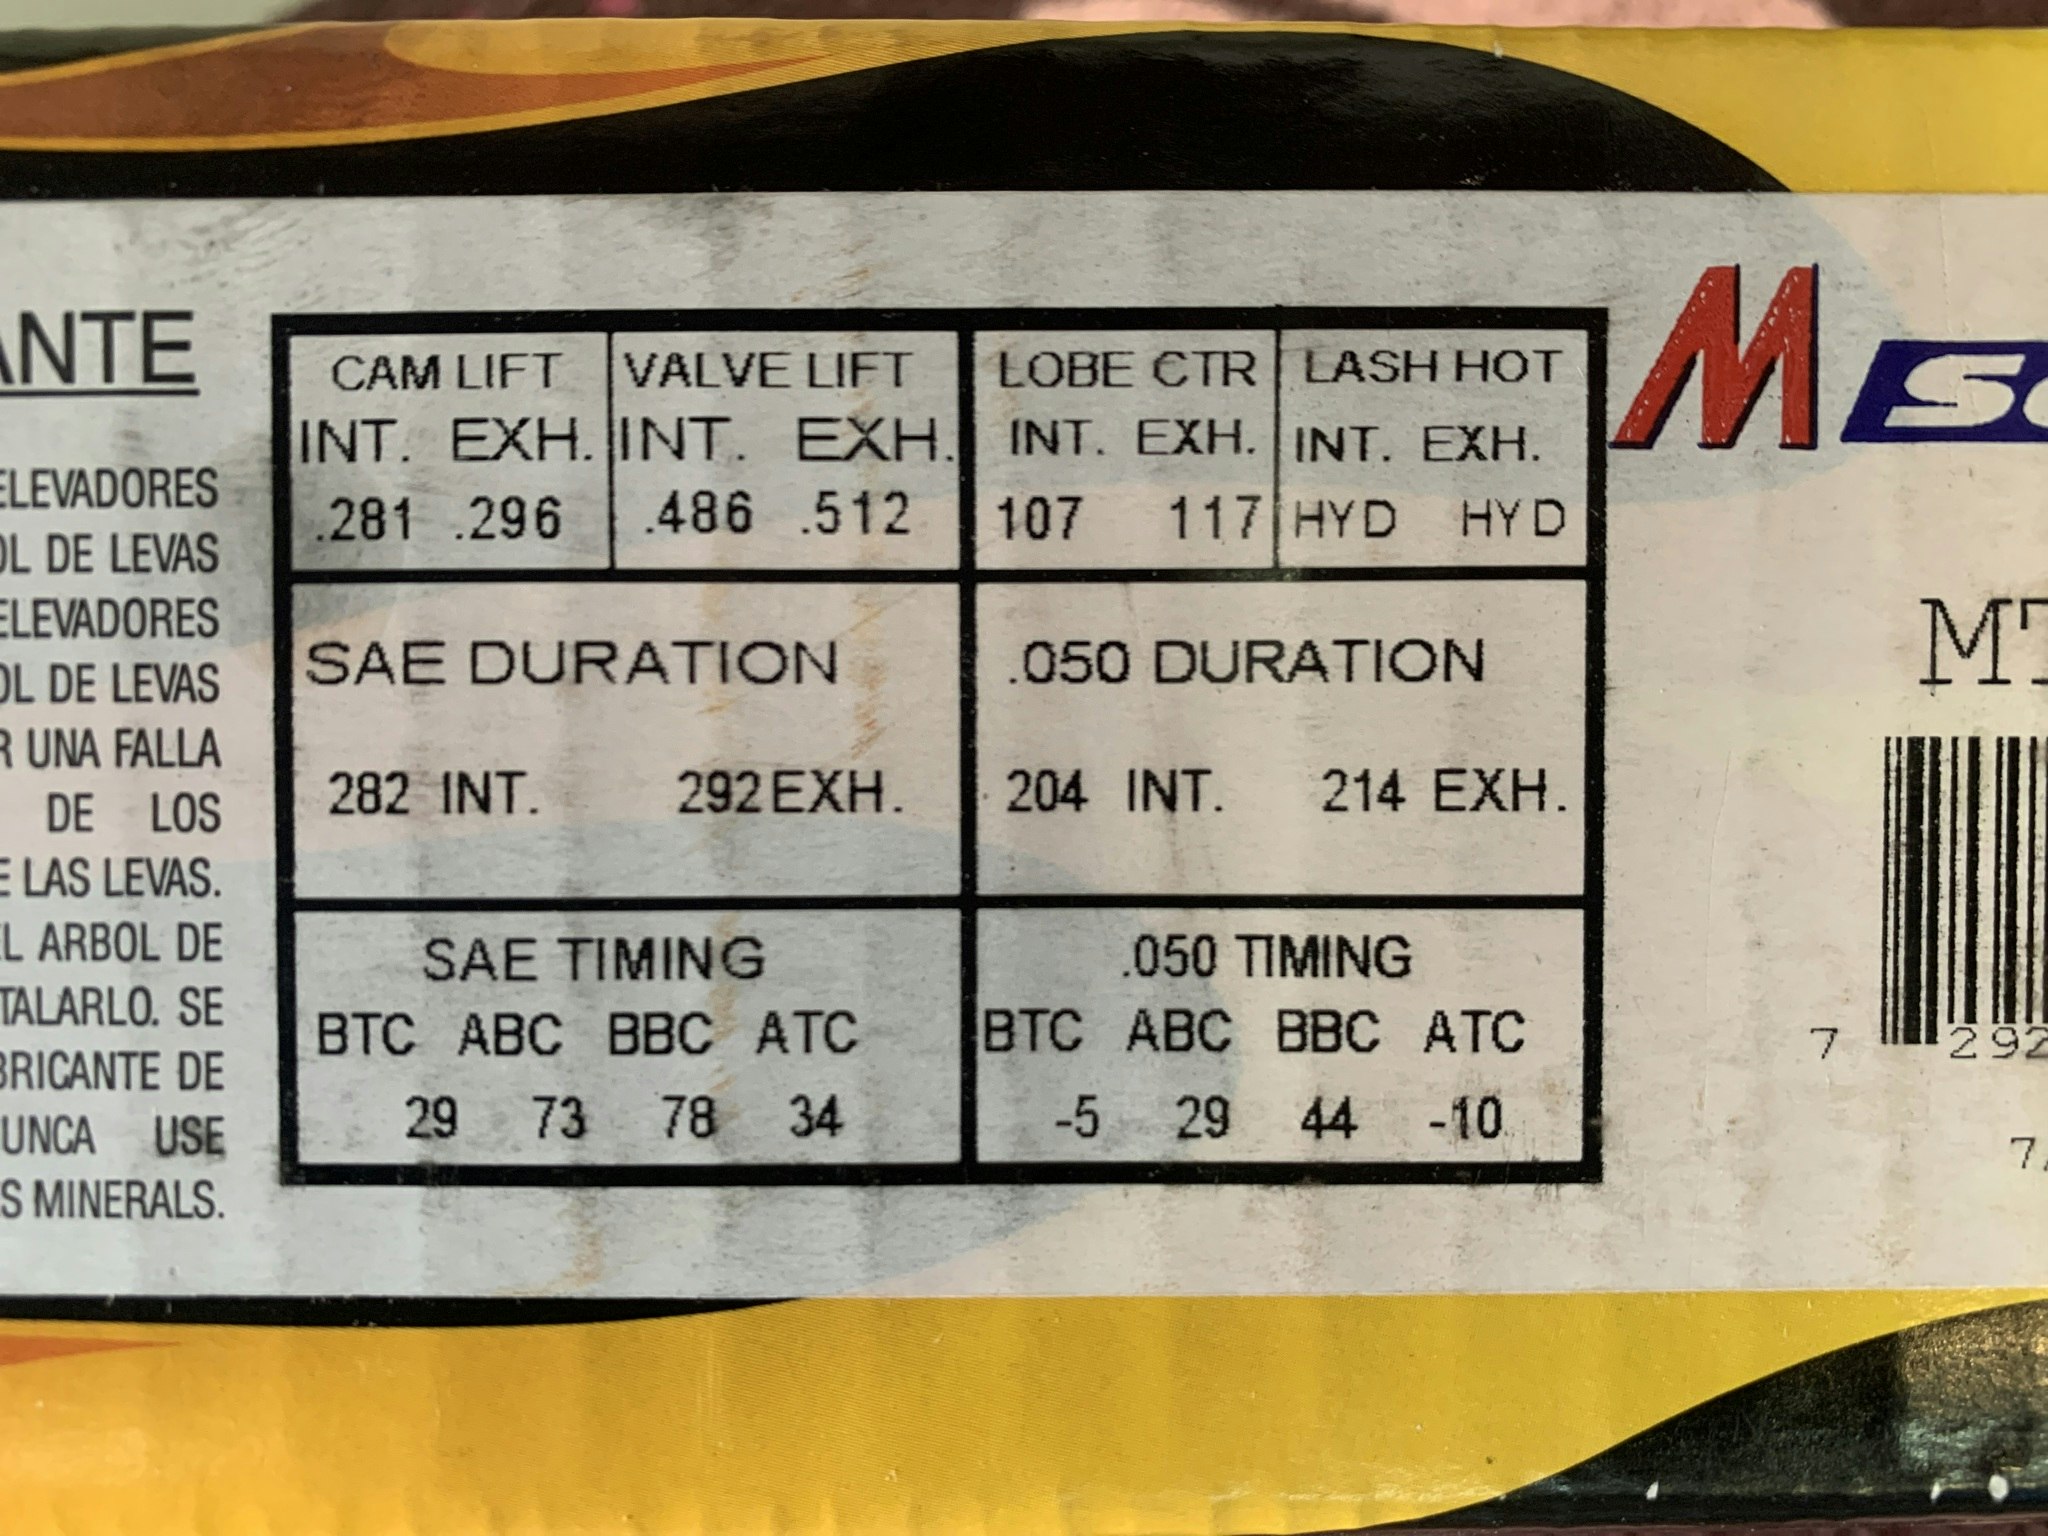 ANTE
ELEVADORES
OL DE LEVAS
ELEVADORES
OL DE LEVAS
R UNA FALLA
DE LOS
E LAS LEVAS.
EL ARBOL DE
TALARLO. SE
BRICANTE DE
NUNCA USE
S MINERALS.
CAM LIFT VALVE LIFT LOBE CTR LASH HOT
INT. EXH. INT. EXH. INT. EXH. INT. EXH.
.281 .296 .486 .512 107 117 HYD HYD
SAE DURATION .050 DURATION
282 INT. 292 EXH. 204 INT. 214 EXH.
SAE TIMING .050 TIMING
BTC ABC BBC ATC BTC ABC BBC ATC
29 73 78 34 -5 29 44 -10
M
MT
7 292